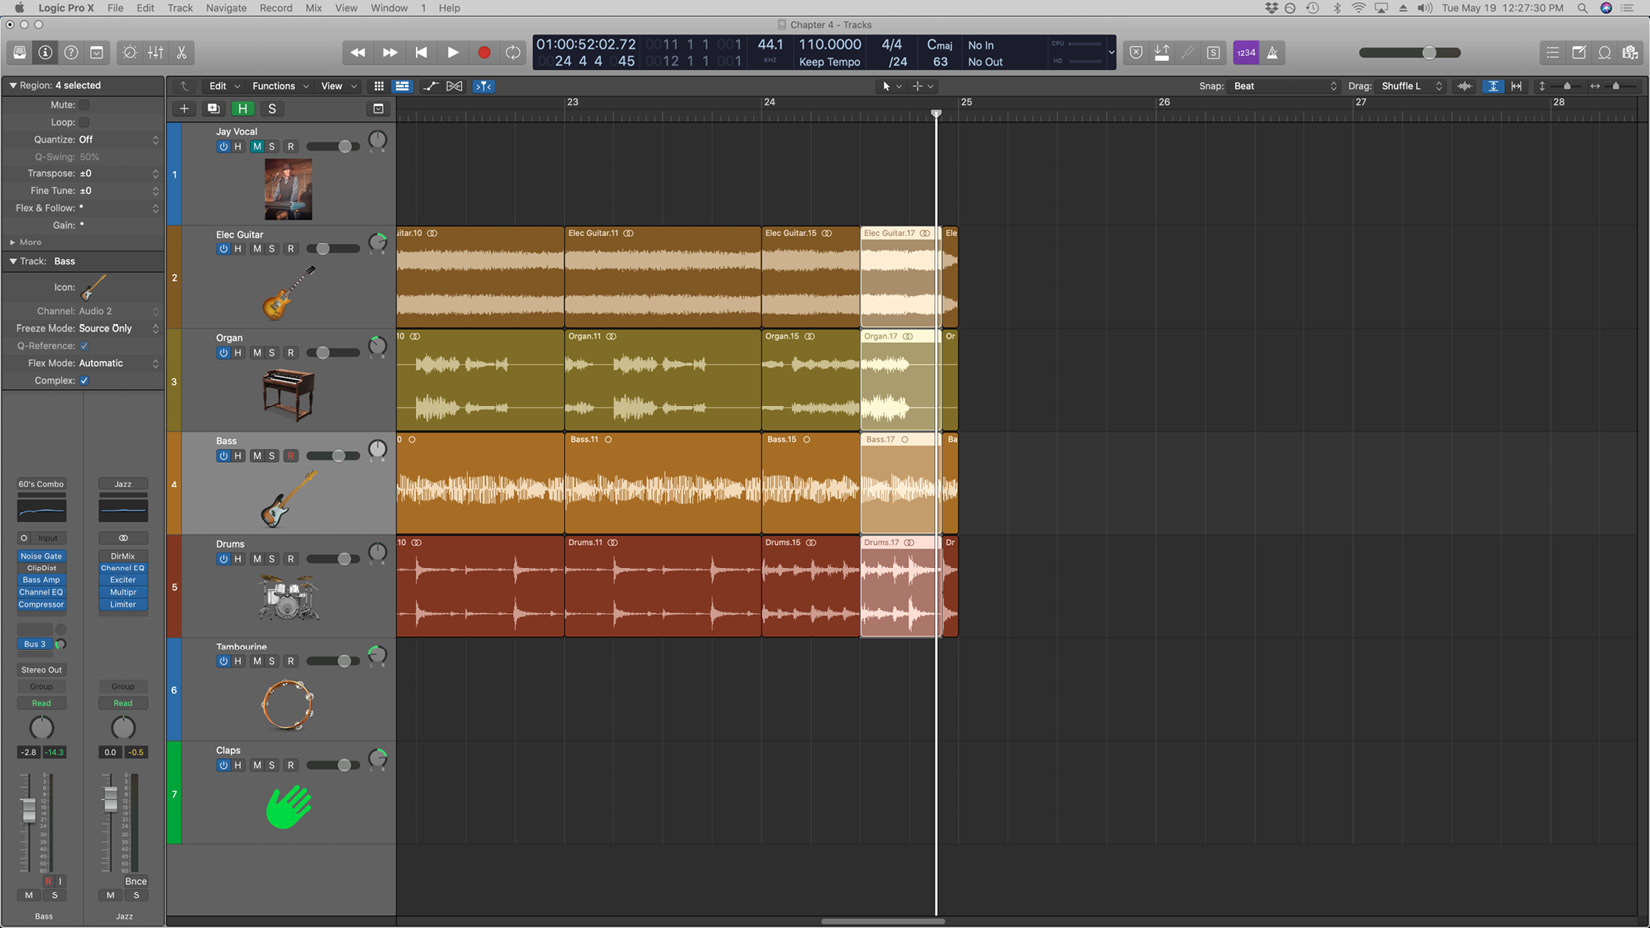 Logic Pro X File Edit Track Navigate Record Mix View Window 1 Help Tue May 19 12:27:30 PM
Chapter 4 - Tracks
01:00:52:02.72 0011 1 1 001 44.1 110.0000 4/4 Cmaj No In CPU
24 4 4 045 0012 1 1 001 KHZ Keep Tempo /24 63 No Out HD
1234
Region: 4 selected
Edit Functions View Snap: Beat Drag: Shuffle L
Mute:
Loop:
Quantize: Off
Q-Swing: 50%
Transpose: ±0
Fine Tune: ±0
Flex & Follow: *
Gain: *
More
Track: Bass
Icon:
Channel: Audio 2
Freeze Mode: Source Only
Q-Reference:
Flex Mode: Automatic
Complex:
H S
23 24 25 26 27 28
1
Jay Vocal
H M S R
L R
2
Elec Guitar
H M S R
L R
uitar.10 Elec Guitar.11 Elec Guitar.15 Elec Guitar.17 Ele
3
Organ
H M S R
L R
10 Organ.11 Organ.15 Organ.17 Or
4
Bass
H M S R
L R
0 Bass.11 Bass.15 Bass.17 Ba
5
Drums
H M S R
L R
.10 Drums.11 Drums.15 Drums.17 Dr
6
Tambourine
H M S R
L R
7
Claps
H M S R
L R
60's Combo Jazz
Input
Noise Gate DirMix
ClipDist Channel EQ
Bass Amp Exciter
Channel EQ Multipr
Compressor Limiter
Bus 3
Stereo Out
Group Group
Read Read
-2.8 -14.3 0.0 -0.5
R I Bnce
M S M S
Bass Jazz